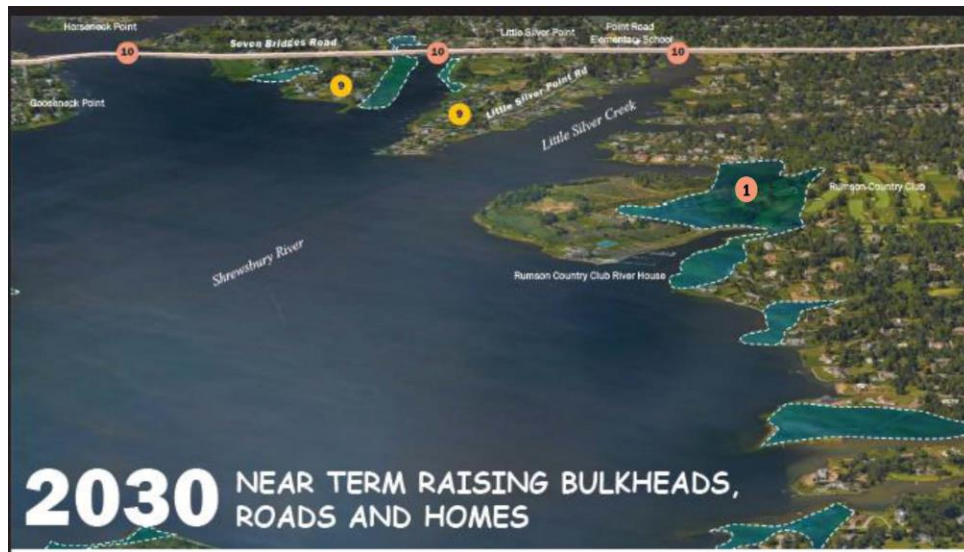 Horseneck Point
Seven Bridges Road
Little Silver Point
Point Road
Elementary School
10
10
10
Gooseneck Point
9
9
Little Silver Point Rd
Little Silver Creek
1
Rumson Country Club
Shrewsbury River
Rumson Country Club River House
2030 NEAR TERM RAISING BULKHEADS,
ROADS AND HOMES